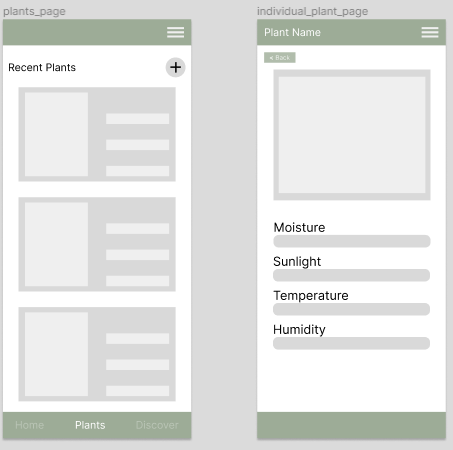 plants_page
Recent Plants
Home Plants Discover
individual_plant_page
Plant Name
< Back
Moisture
Sunlight
Temperature
Humidity